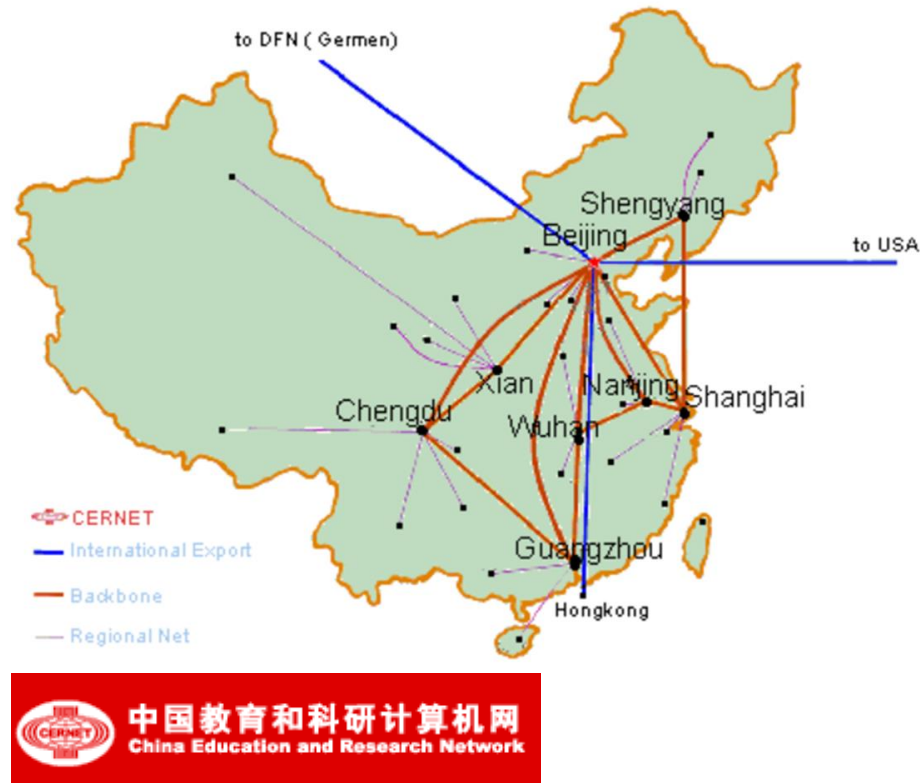 to DFN ( Germen)
Shengyang
Beijing
to USA
Xian
Nanjing
Shanghai
Chengdu
Wuhan
CERNET
International Export
Guangzhou
Backbone
Hongkong
Regional Net
CERNET
中国教育和科研计算机网
China Education and Research Network